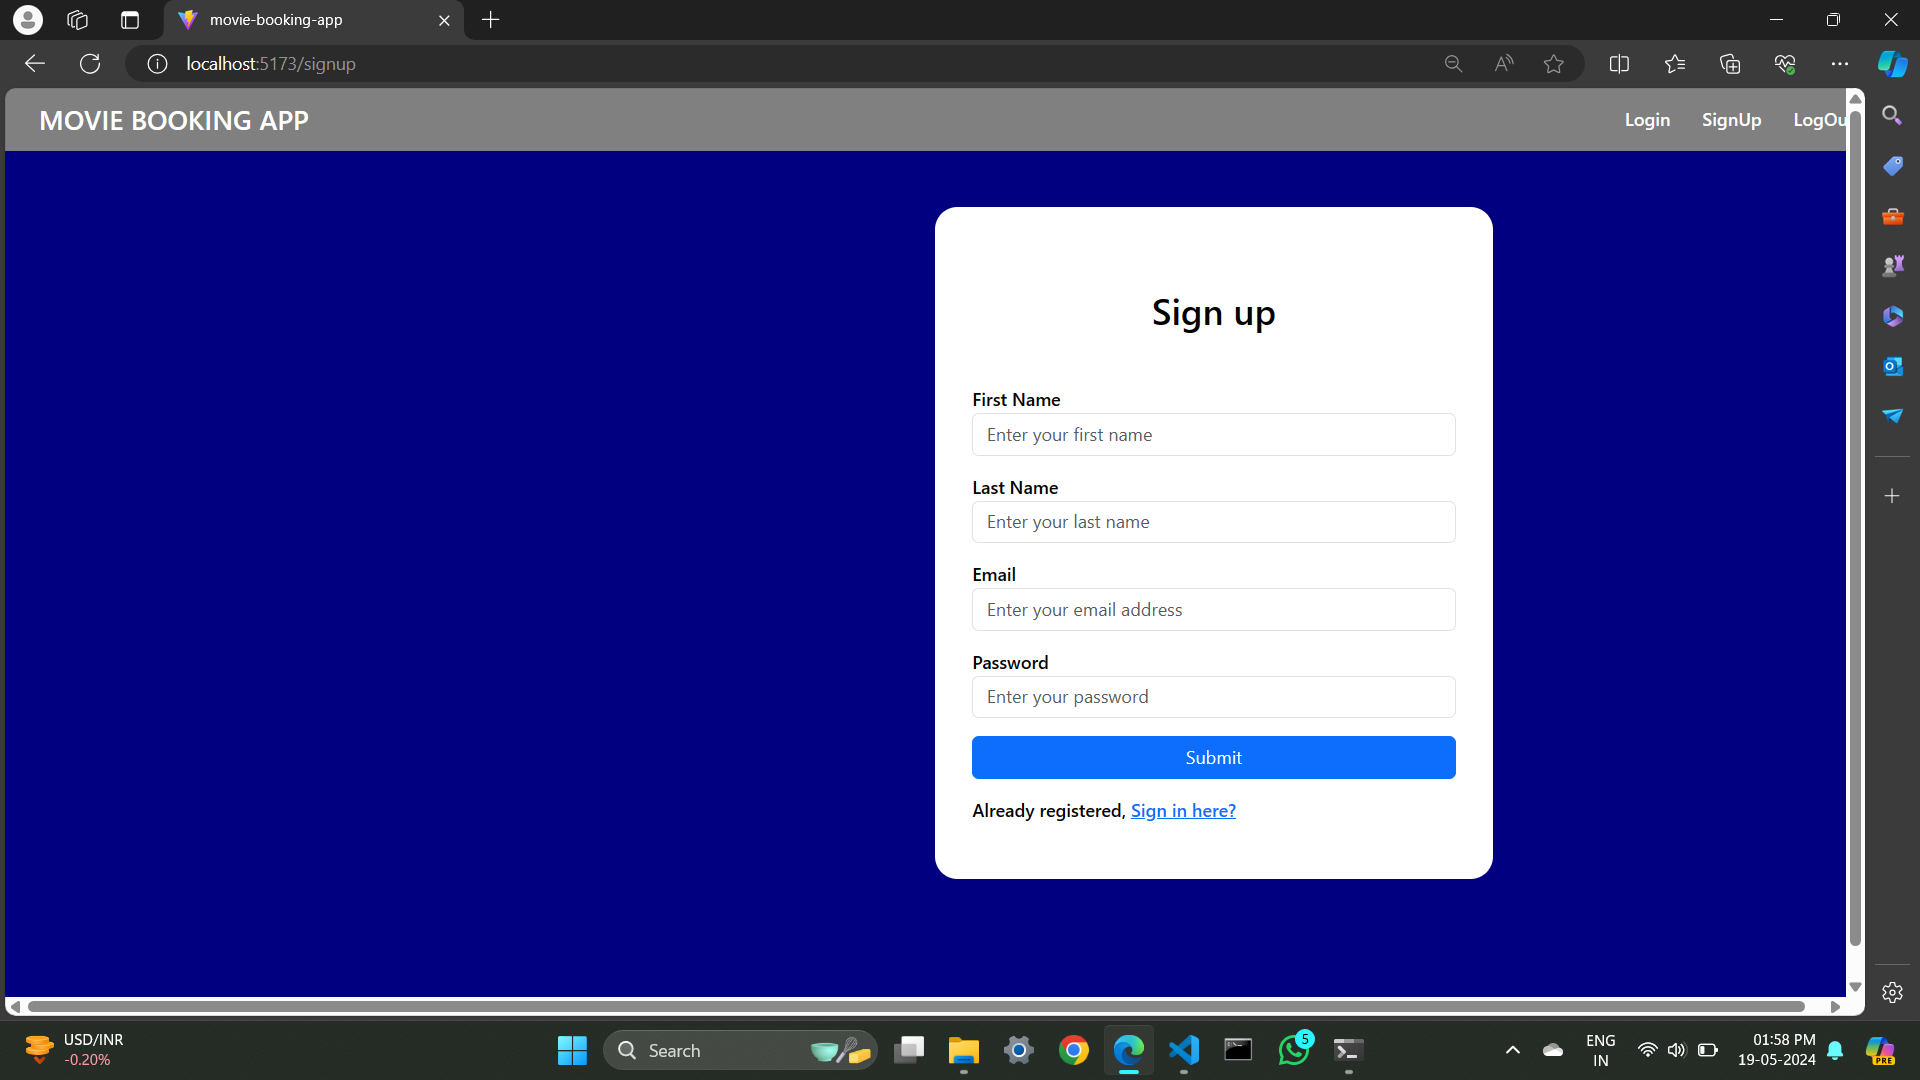 movie-booking-app
localhost:5173/signup
MOVIE BOOKING APP
Login SignUp LogOu
Sign up
First Name
Enter your first name
Last Name
Enter your last name
Email
Enter your email address
Password
Enter your password
Submit
Already registered, Sign in here?
USD/INR
-0.20%
Search
5
ENG
IN
01:58 PM
19-05-2024
PRE